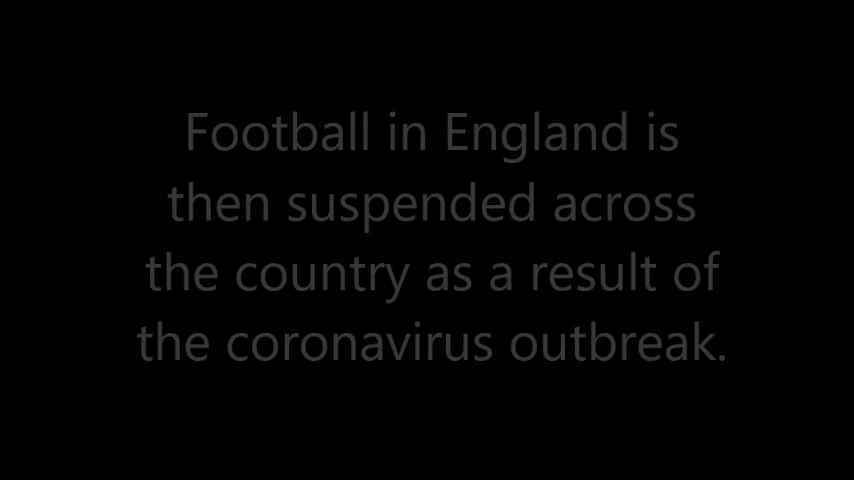 Football in England is
then suspended across
the country as a result of
the coronavirus outbreak.